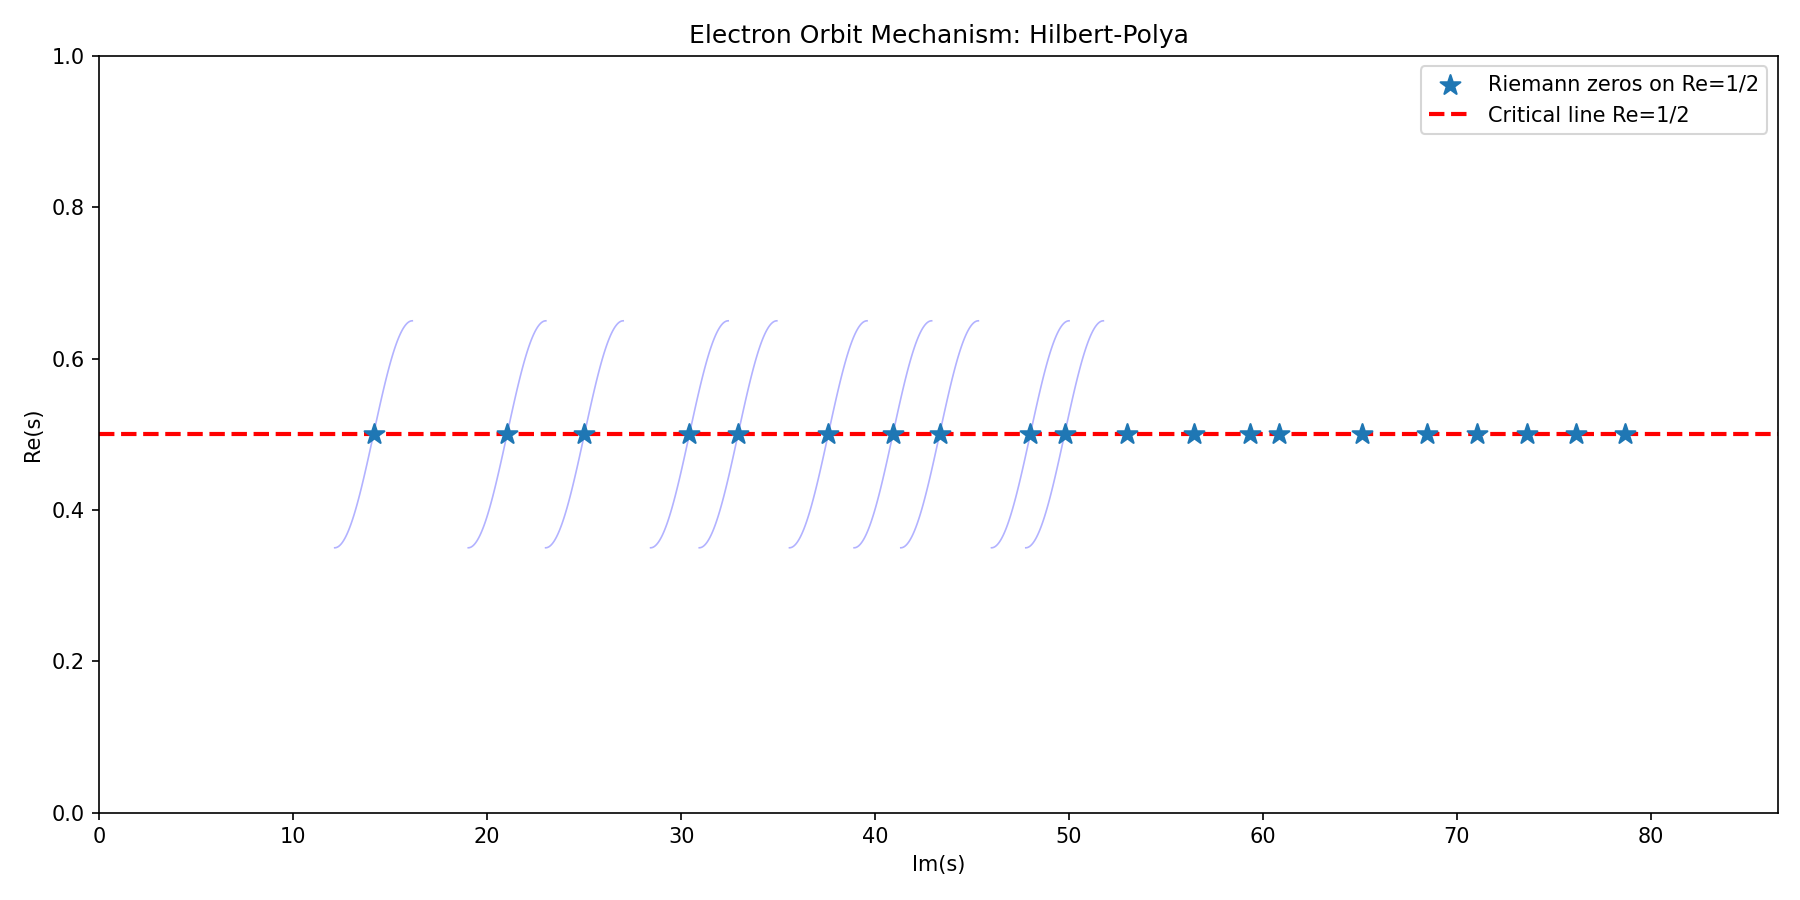 Electron Orbit Mechanism: Hilbert-Polya
Riemann zeros on Re=1/2
Critical line Re=1/2
1.0
0.8
0.6
0.4
0.2
0.0
Re(s)
0 10 20 30 40 50 60 70 80
Im(s)